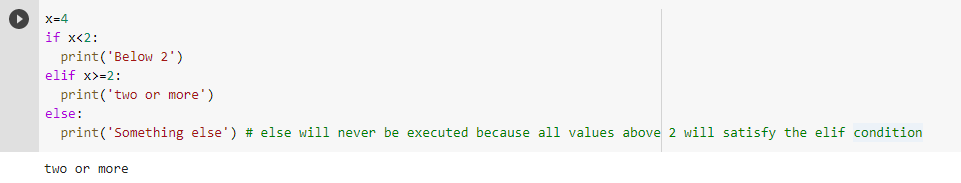 x=4
if x<2:
  print('Below 2')
elif x>=2:
  print('two or more')
else:
  print('Something else') # else will never be executed because all values above 2 will satisfy the elif condition
two or more